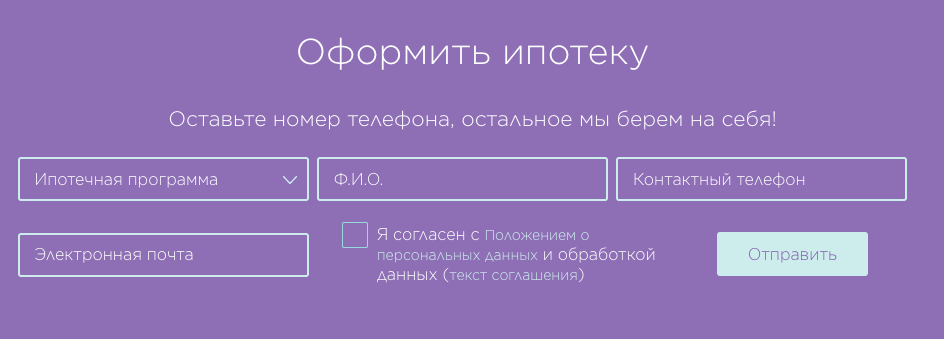 Оформить ипотеку
Оставьте номер телефона, остальное мы берем на себя!
Ипотечная программа
Ф.И.О.
Контактный телефон
Электронная почта
Я согласен с Положением о
персональных данных и обработкой
данных (текст соглашения)
Отправить